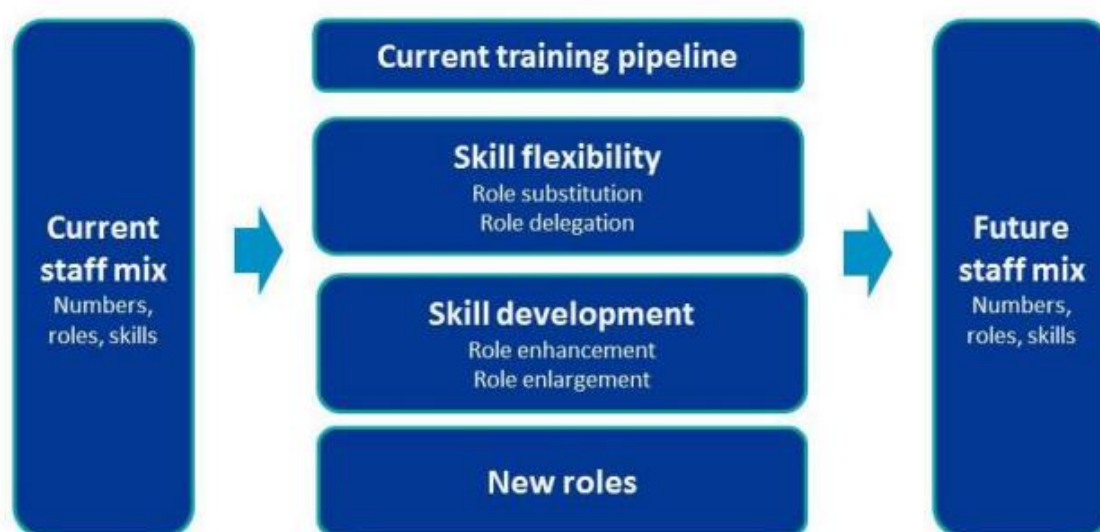 Current
staff mix
Numbers,
roles, skills
Current training pipeline
Skill flexibility
Role substitution
Role delegation
Skill development
Role enhancement
Role enlargement
New roles
Future
staff mix
Numbers,
roles, skills